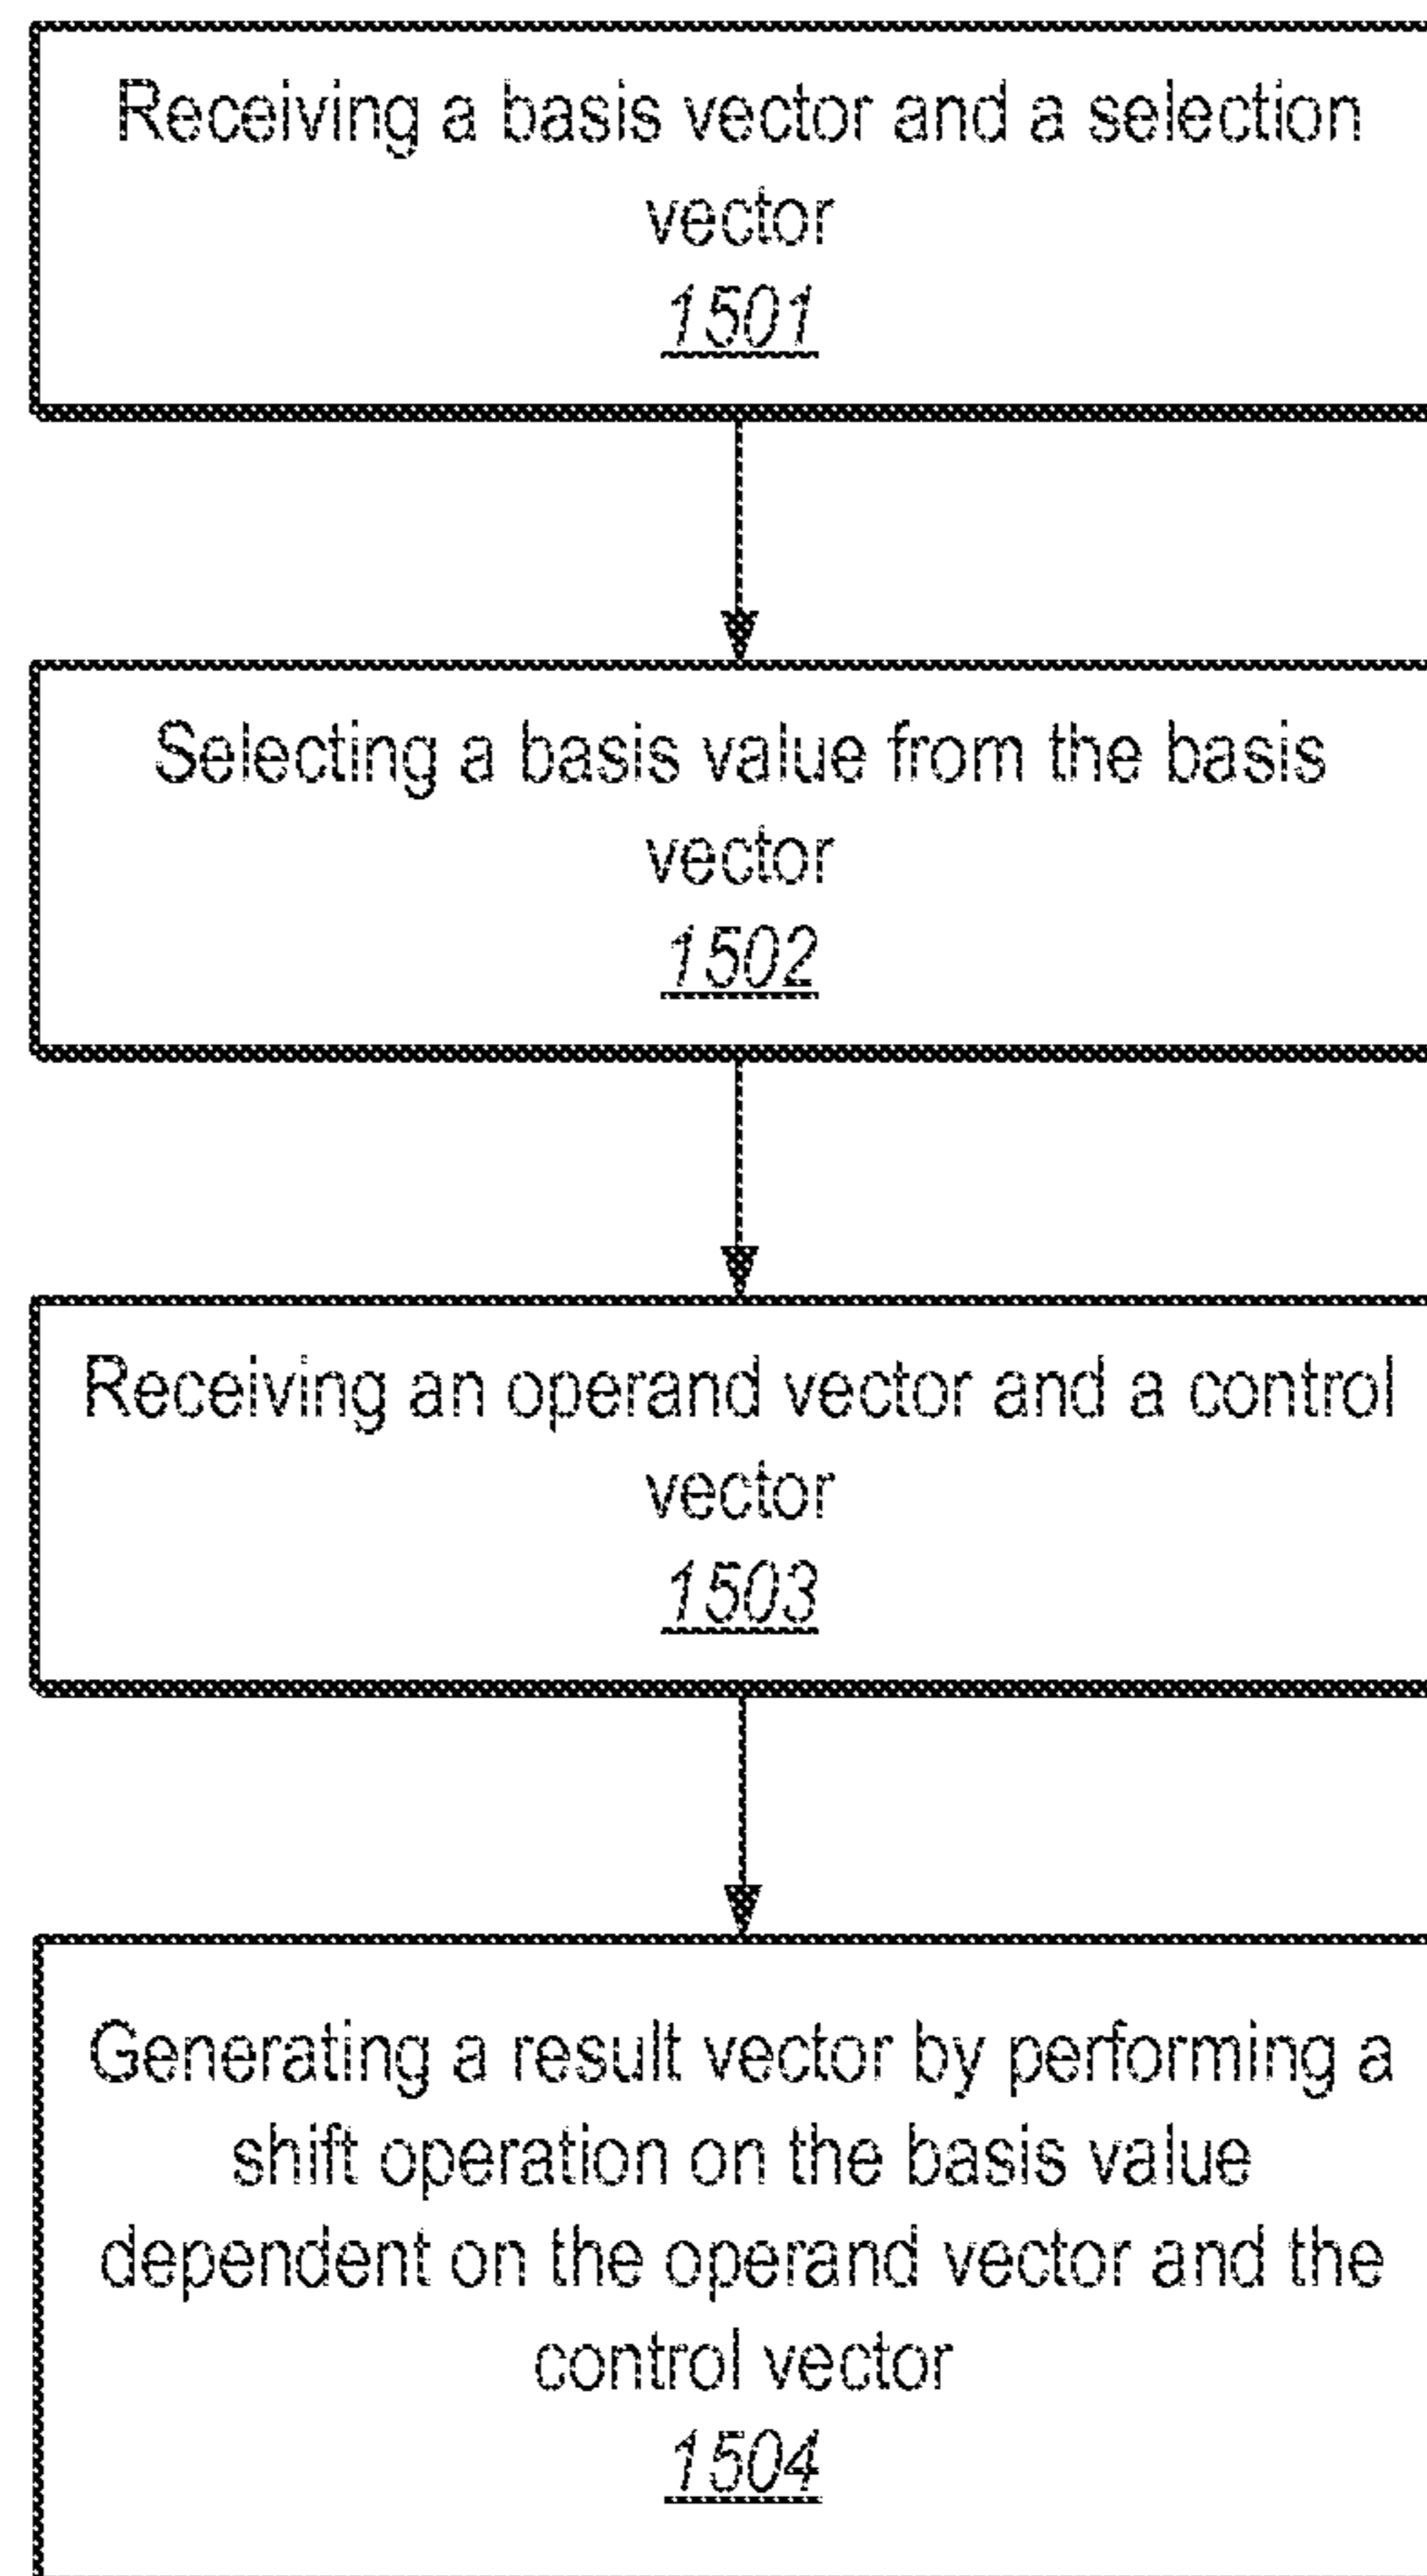 Receiving a basis vector and a selection
vector
1501
Selecting a basis value from the basis
vector
1502
Receiving an operand vector and a control
vector
1503
Generating a result vector by performing a
shift operation on the basis value
dependent on the operand vector and the
control vector
1504